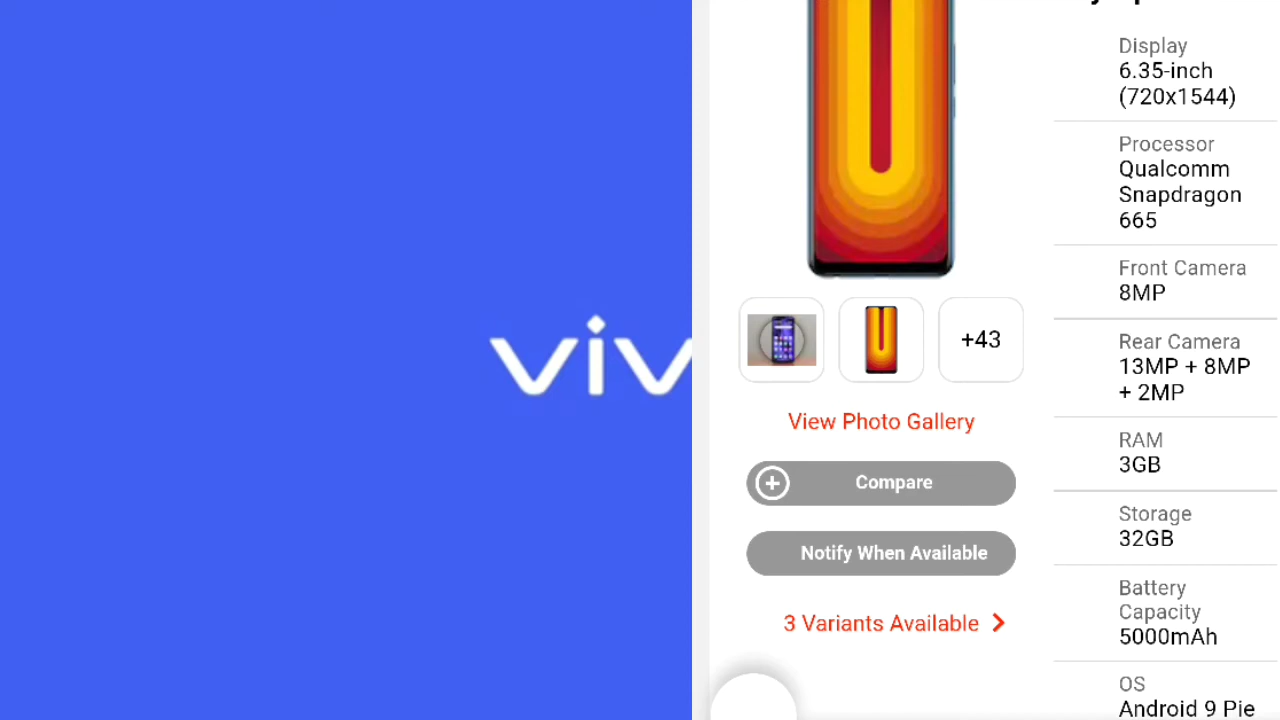 viv
Display
6.35-inch
(720x1544)
Processor
Qualcomm
Snapdragon
665
Front Camera
8MP
Rear Camera
13MP + 8MP
+ 2MP
RAM
3GB
Storage
32GB
Battery
Capacity
5000mAh
OS
Android 9 Pie
+43
View Photo Gallery
Compare
Notify When Available
3 Variants Available